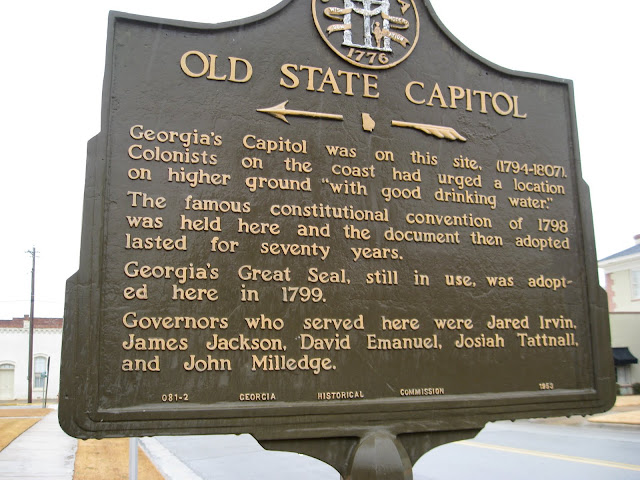 1776
OLD STATE CAPITOL
Georgia's Capitol was on this site, (1794-1807).
Colonists on the coast had urged a location
on higher ground "with good drinking water."
The famous constitutional convention of 1798
was held here and the document then adopted
lasted for seventy years.
Georgia's Great Seal, still in use, was adopt-
ed here in 1799.
Governors who served here were Jared Irvin,
James Jackson, David Emanuel, Josiah Tattnall,
and John Milledge.
081-2 GEORGIA HISTORICAL COMMISSION 1953